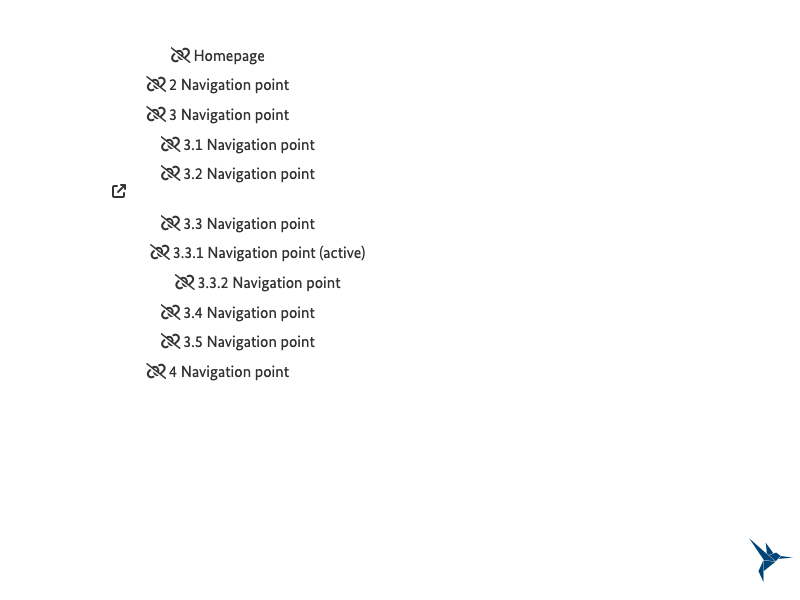 Homepage
2 Navigation point
3 Navigation point
3.1 Navigation point
3.2 Navigation point
3.3 Navigation point
3.3.1 Navigation point (active)
3.3.2 Navigation point
3.4 Navigation point
3.5 Navigation point
4 Navigation point